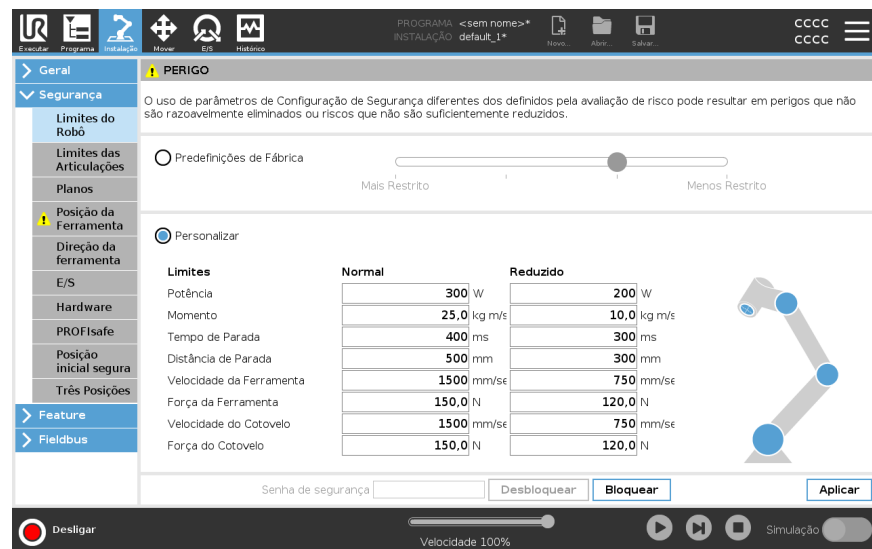 PROGRAMA <sem nome>*
INSTALAÇÃO default_1*
Executar Programa Instalação Mover E/S Histórico Novo... Abrir... Salvar...
CCCC
CCCC
Geral
Segurança
Limites do
Robô
Limites das
Articulações
Planos
Posição da
Ferramenta
Direção da
ferramenta
E/S
Hardware
PROFIsafe
Posição
inicial segura
Três Posições
Feature
Fieldbus
PERIGO
O uso de parâmetros de Configuração de Segurança diferentes dos definidos pela avaliação de risco pode resultar em perigos que não
são razoavelmente eliminados ou riscos que não são suficientemente reduzidos.
Predefinições de Fábrica
Mais Restrito Menos Restrito
Personalizar
Limites Normal Reduzido
Potência 300 W 200 W
Momento 25,0 kg m/s 10,0 kg m/s
Tempo de Parada 400 ms 300 ms
Distância de Parada 500 mm 300 mm
Velocidade da Ferramenta 1500 mm/se 750 mm/se
Força da Ferramenta 150,0 N 120,0 N
Velocidade do Cotovelo 1500 mm/se 750 mm/se
Força do Cotovelo 150,0 N 120,0 N
Senha de segurança Desbloquear Bloquear Aplicar
Desligar
Velocidade 100%
Simulação